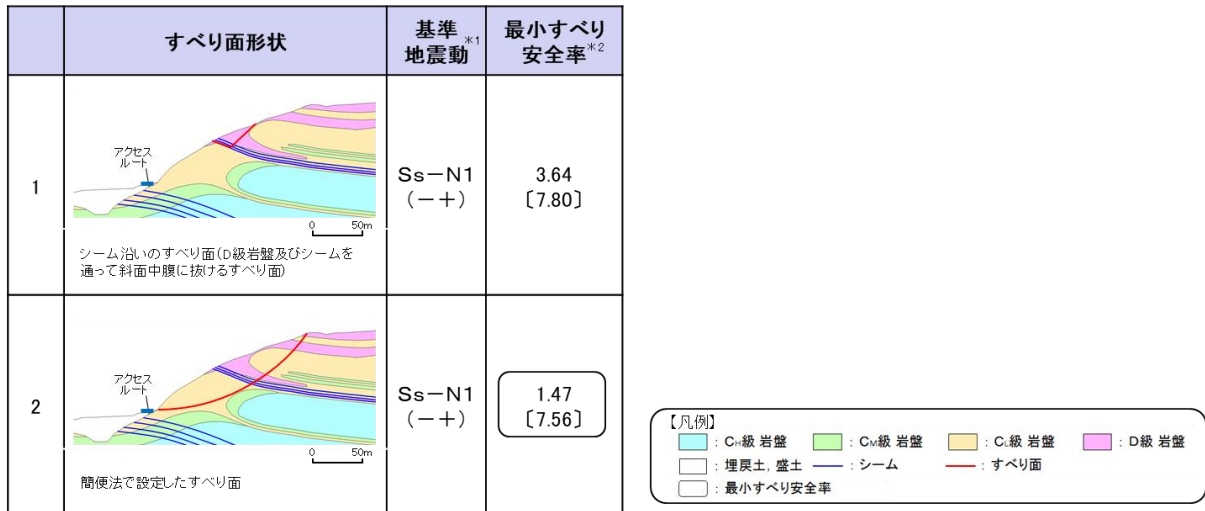 すべり面形状
基準
地震動*1
最小すべり
安全率*2
1
アクセス
ルート
0 50m
シーム沿いのすべり面(D級岩盤及びシームを
通って斜面中腹に抜けるすべり面)
Ss-N1
(-+)
3.64
〔7.80〕
2
アクセス
ルート
0 50m
簡便法で設定したすべり面
Ss-N1
(-+)
1.47
〔7.56〕
【凡例】
:CH級 岩盤 :CM級 岩盤 :CL級 岩盤 :D級 岩盤
:埋戻土, 盛土 :シーム :すべり面
:最小すべり安全率